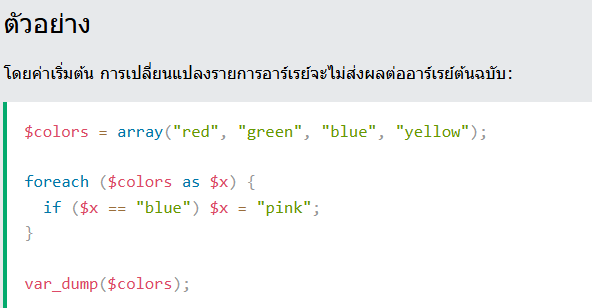 ตัวอย่าง
โดยค่าเริ่มต้น การเปลี่ยนแปลงรายการอาร์เรย์จะไม่ส่งผลต่ออาร์เรย์ต้นฉบับ:
$colors = array("red", "green", "blue", "yellow");
foreach ($colors as $x) {
  if ($x == "blue") $x = "pink";
}
var_dump($colors);